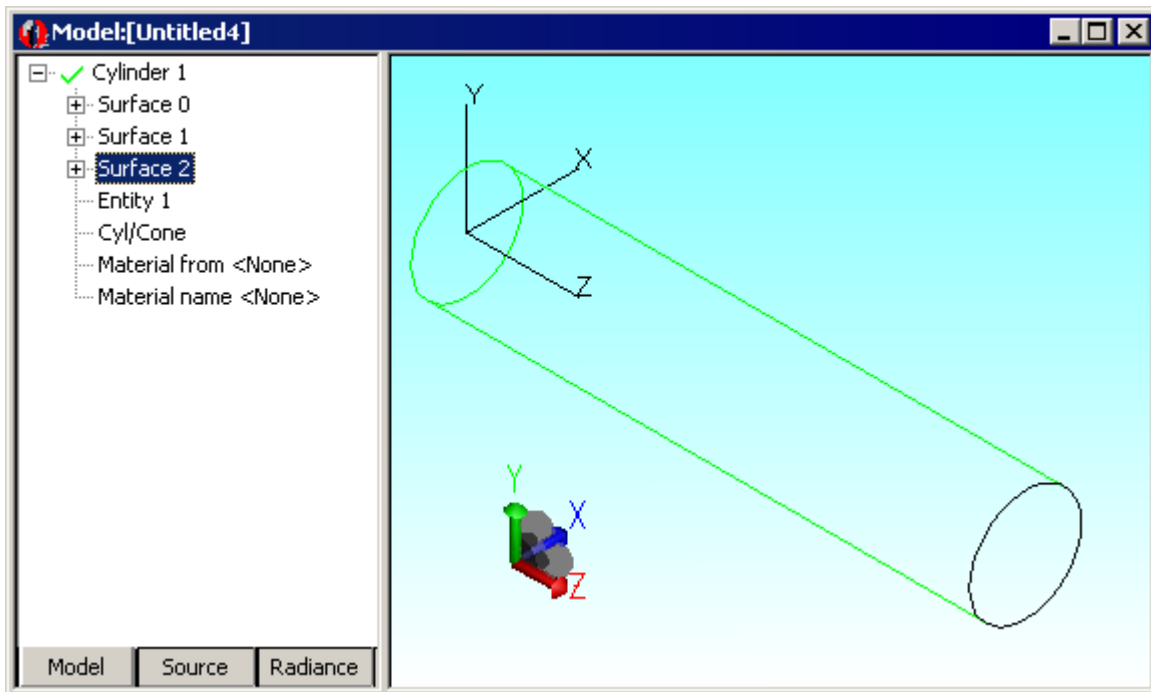 Model:[Untitled4]
Cylinder 1
Surface 0
Surface 1
Surface 2
Entity 1
Cyl/Cone
Material from <None>
Material name <None>
Model Source Radiance
Y
X
Z
Y
X
Z